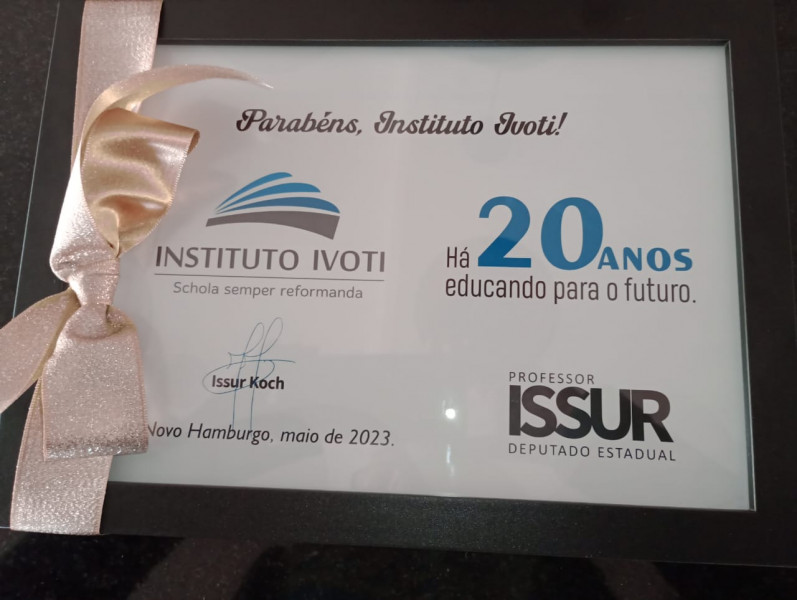 Parabéns, Instituto Ivoti!
INSTITUTO IVOTI
Schola semper reformanda
Há 20 ANOS
educando para o futuro.
Issur Koch
Novo Hamburgo, maio de 2023.
PROFESSOR
ISSUR
DEPUTADO ESTADUAL